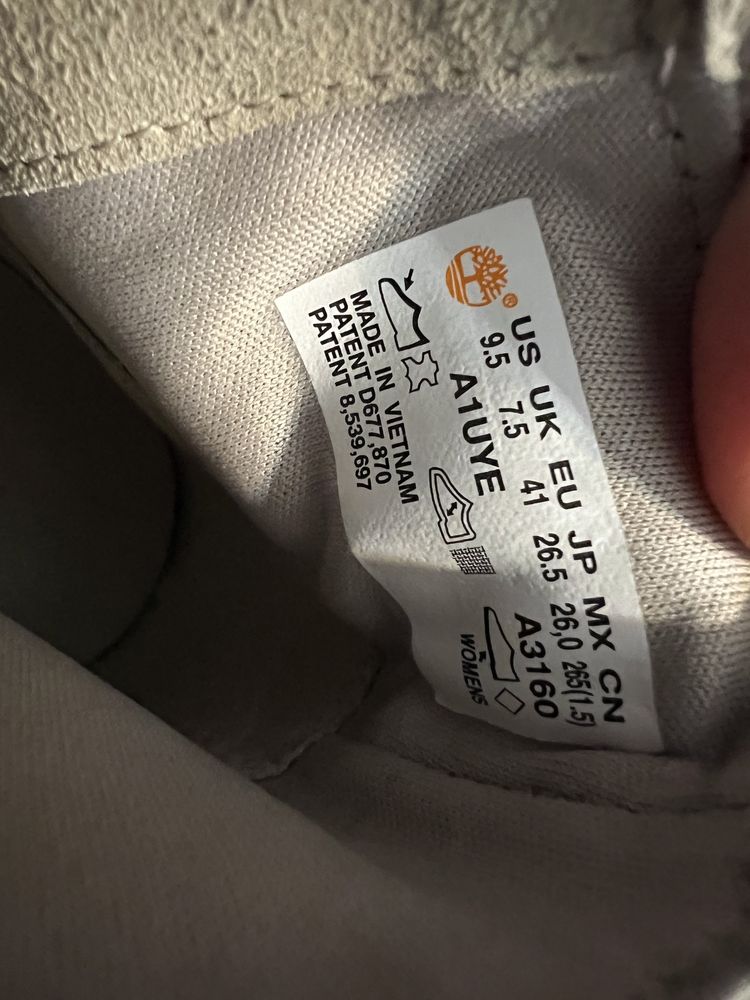 ®
US UK EU JP MX CN
9.5 7.5 41 26.5 26,0 265(1.5)
A1UYE A3160
WOMENS
MADE IN VIETNAM
PATENT D677,870
PATENT 8,539,697